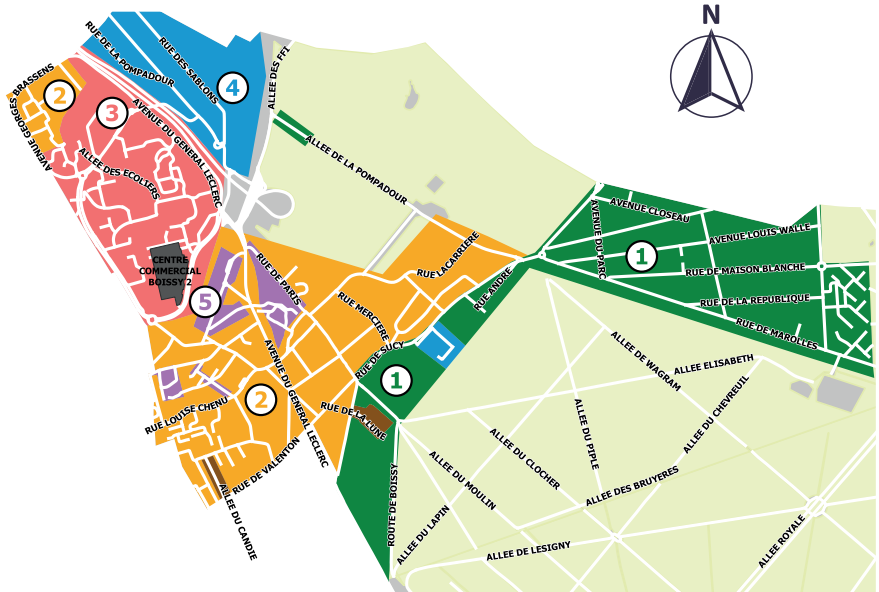 N
RUE DE LA POMPADOUR
RUE DES SABLONS
ALLEE DES FFI
4
AVENUE GEORGES BRASSENS
2
3
AVENUE DU GENERAL LECLERC
AVENUE
ALLEE DES ECOLIERS
ALLEE DE LA POMPADOUR
AVENUE CLOSEAU
AVENUE DU PARC
AVENUE LOUIS WALLE
1
RUE DE MAISON BLANCHE
RUE DE LA REPUBLIQUE
RUE DE MAROLLES
CENTRE
COMMERCIAL
BOISSY 2
5
RUE DE PARIS
RUE LACARRIERE
RUE ANDRE
RUE MERCIERE
RUE DE SUCY
1
AVENUE DU GENERAL LECLERC
2
RUE LOUISE CHENU
RUE DE LA LUNE
RUE DE VALENTON
ALLEE DU CANDIE
ROUTE DE BOISSY
ALLEE DU LAPIN
ALLEE DU MOULIN
ALLEE DU CLOCHER
ALLEE DU PIPLE
ALLEE DE WAGRAM
ALLEE ELISABETH
ALLEE DU CHEVREUIL
ALLEE DES BRUYERES
ALLEE DE LESIGNY
ALLEE ROYALE